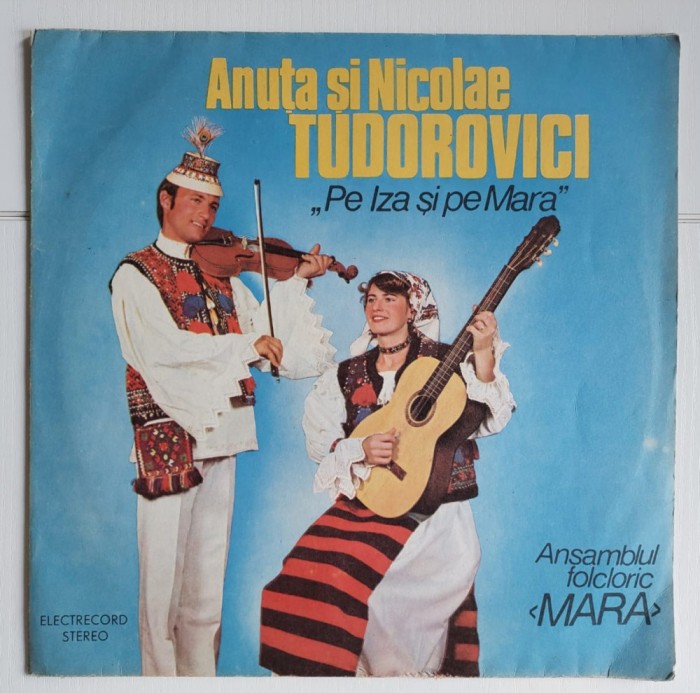 Anuța și Nicolae
TUDOROVICI
„Pe Iza și pe Mara”
Ansamblul
folcloric
‹MARA›
ELECTRECORD
STEREO